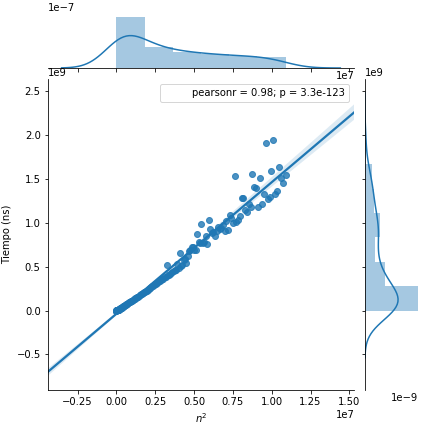 1e−7
1e9
1e7
1e9
pearsonr = 0.98; p = 3.3e-123
2.5
2.0
1.5
1.0
0.5
0.0
−0.5
Tiempo (ns)
−0.25 0.00 0.25 0.50 0.75 1.00 1.25 1.50
1e7
1e−9
n²